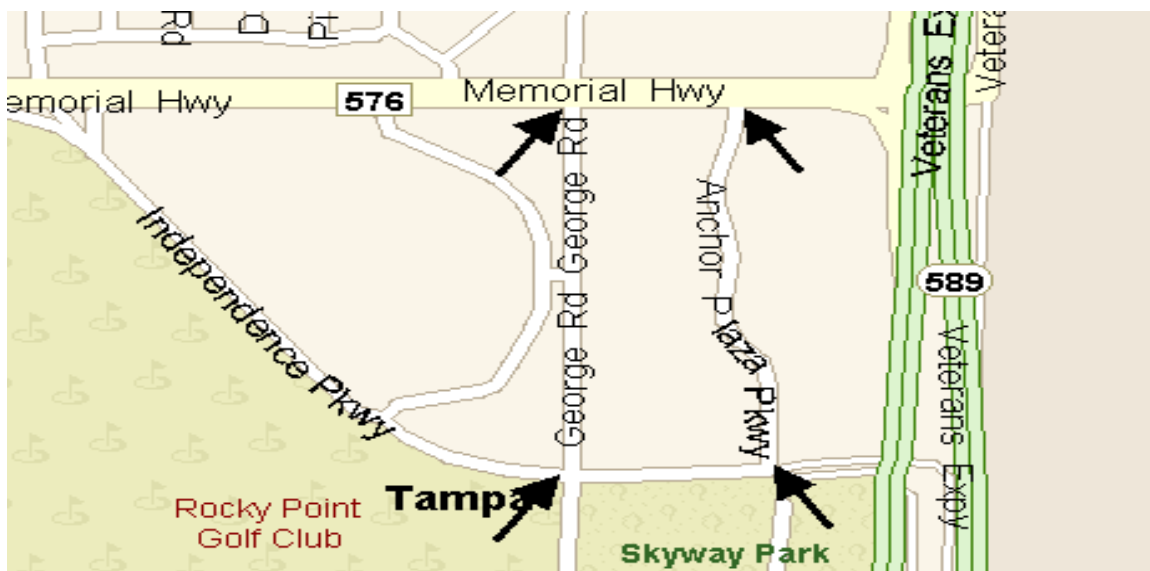 Rd
D
Pl
Veterans Ex
Vetera
emorial Hwy
576
Memorial Hwy
George Rd
George Rd
Anchor Plaza Pkwy
Independence Pkwy
589
Veterans Expy
Tampa
Rocky Point
Golf Club
Skyway Park